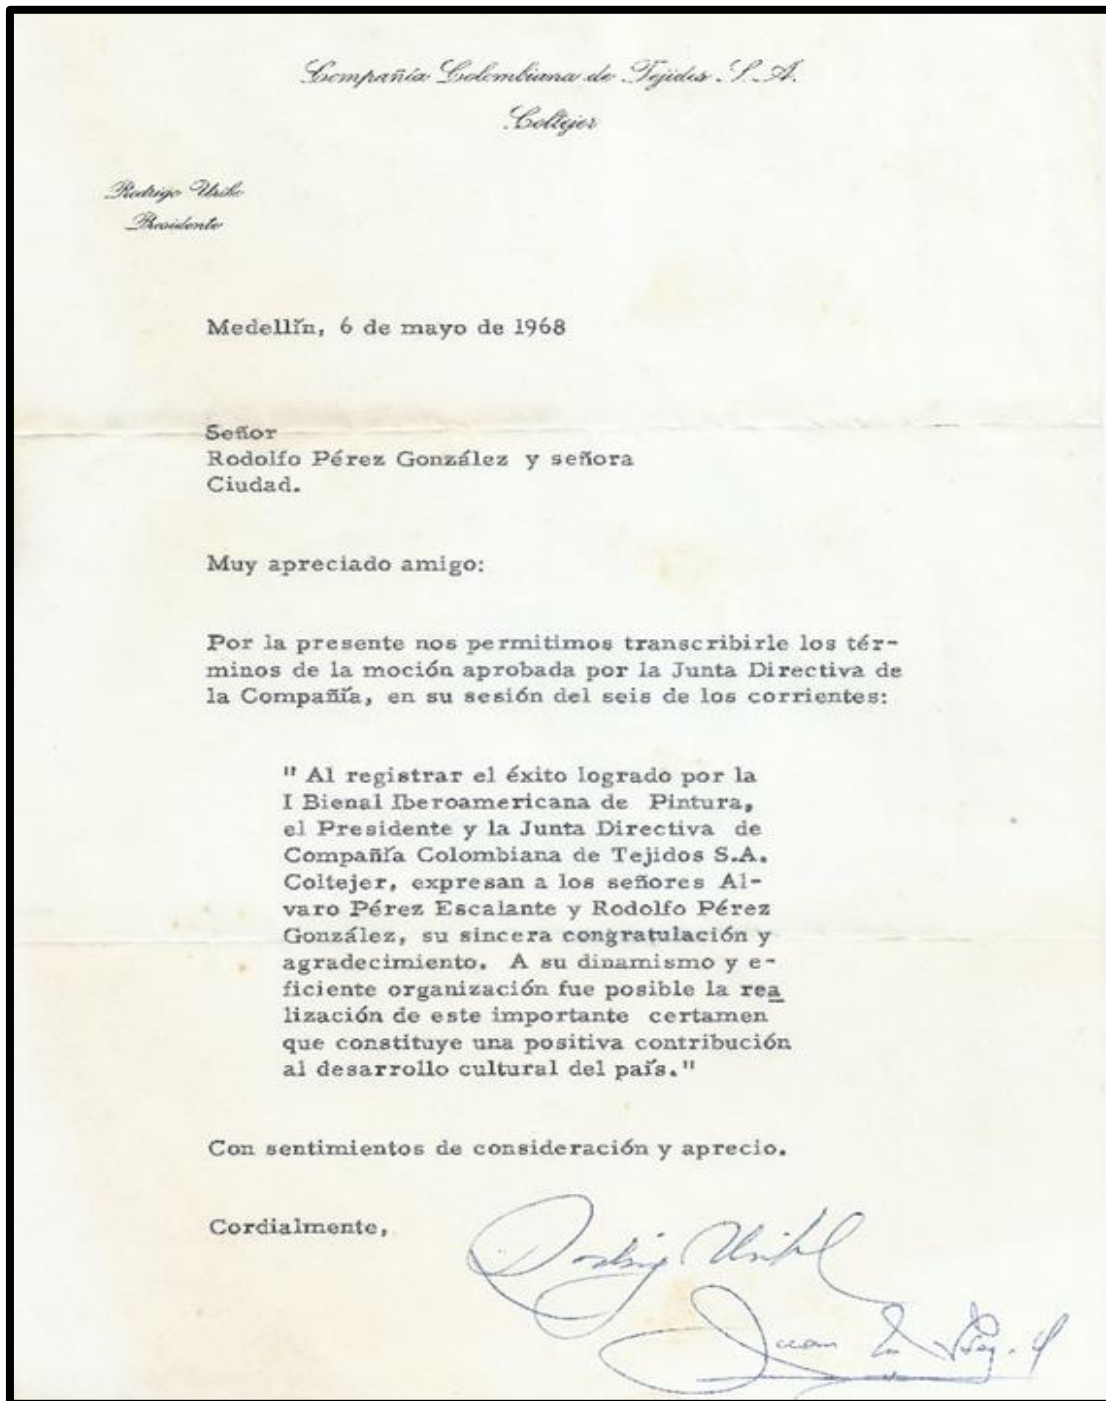 Compañía Colombiana de Tejidos S. A.
Coltejer
Rodrigo Uribe
Presidente
Medellín, 6 de mayo de 1968
Señor
Rodolfo Pérez González y señora
Ciudad.
Muy apreciado amigo:
Por la presente nos permitimos transcribirle los tér-
minos de la moción aprobada por la Junta Directiva de
la Compañía, en su sesión del seis de los corrientes:
" Al registrar el éxito logrado por la
I Bienal Iberoamericana de Pintura,
el Presidente y la Junta Directiva de
Compañía Colombiana de Tejidos S.A.
Coltejer, expresan a los señores Al-
varo Pérez Escalante y Rodolfo Pérez
González, su sincera congratulación y
agradecimiento. A su dinamismo y e-
ficiente organización fue posible la rea
lización de este importante certamen
que constituye una positiva contribución
al desarrollo cultural del país."
Con sentimientos de consideración y aprecio.
Cordialmente,
Rodrigo Uribe
Juan